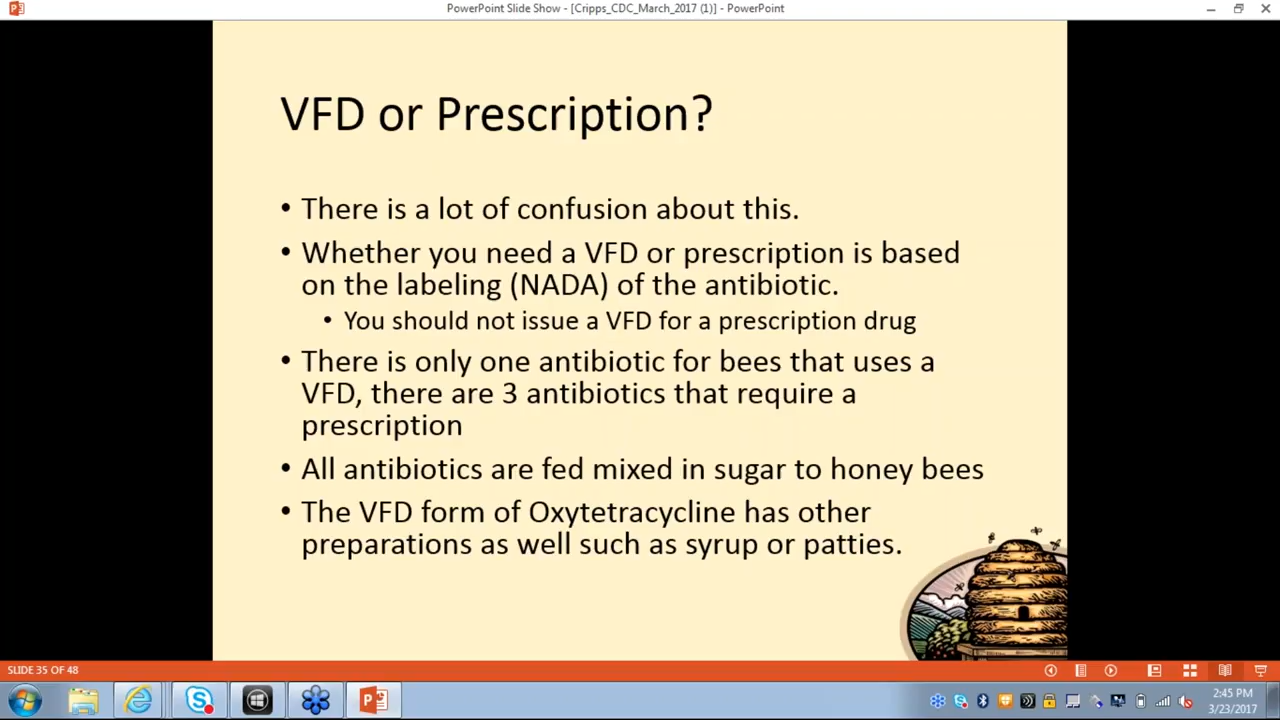 PowerPoint Slide Show - [Cripps_CDC_March_2017 (1)] - PowerPoint
VFD or Prescription?
• There is a lot of confusion about this.
• Whether you need a VFD or prescription is based
on the labeling (NADA) of the antibiotic.
• You should not issue a VFD for a prescription drug
• There is only one antibiotic for bees that uses a
VFD, there are 3 antibiotics that require a
prescription
• All antibiotics are fed mixed in sugar to honey bees
• The VFD form of Oxytetracycline has other
preparations as well such as syrup or patties.
SLIDE 35 OF 48
2:45 PM
3/23/2017